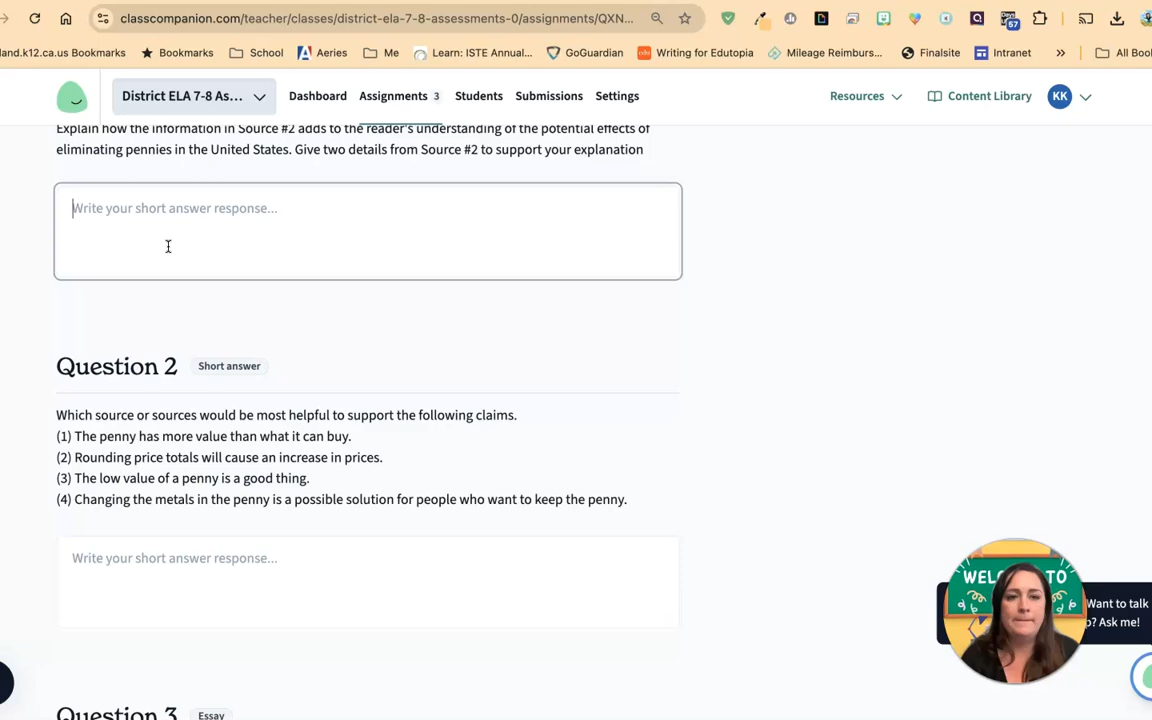 classcompanion.com/teacher/classes/district-ela-7-8-assessments-0/assignments/QXN...
57
land.k12.ca.us Bookmarks
Bookmarks
School
Aeries
Me
Learn: ISTE Annual...
GoGuardian
Writing for Edutopia
Mileage Reimburs...
Finalsite
Intranet
»
All Boo
District ELA 7-8 As...
Dashboard
Assignments 3
Students
Submissions
Settings
Resources
Content Library
KK
Explain how the information in Source #2 adds to the reader's understanding of the potential effects of
eliminating pennies in the United States. Give two details from Source #2 to support your explanation
Write your short answer response...
Question 2
Short answer
Which source or sources would be most helpful to support the following claims.
(1) The penny has more value than what it can buy.
(2) Rounding price totals will cause an increase in prices.
(3) The low value of a penny is a good thing.
(4) Changing the metals in the penny is a possible solution for people who want to keep the penny.
Write your short answer response...
WEL
TO
Want to talk
p? Ask me!
Question 3
Essay